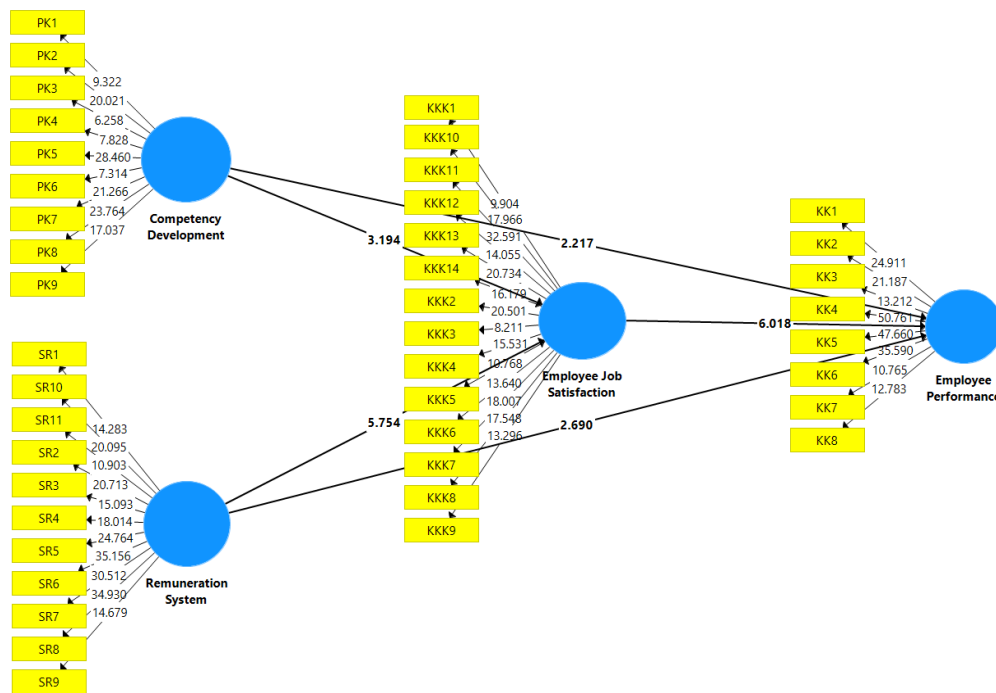 PK1
PK2
PK3
PK4
PK5
PK6
PK7
PK8
PK9
9.322
20.021
6.258
7.828
28.460
7.314
21.266
23.764
17.037
Competency
Development
SR1
SR10
SR11
SR2
SR3
SR4
SR5
SR6
SR7
SR8
SR9
14.283
20.095
10.903
20.713
15.093
18.014
24.764
35.156
30.512
34.930
14.679
Remuneration
System
3.194
5.754
2.217
6.018
2.690
KKK1
KKK10
KKK11
KKK12
KKK13
KKK14
KKK2
KKK3
KKK4
KKK5
KKK6
KKK7
KKK8
KKK9
9.904
17.966
32.591
14.055
20.734
16.179
20.501
8.211
15.531
10.768
13.640
18.007
17.548
13.296
Employee Job
Satisfaction
KK1
KK2
KK3
KK4
KK5
KK6
KK7
KK8
24.911
21.187
13.212
50.761
47.660
35.590
10.765
12.783
Employee
Performance